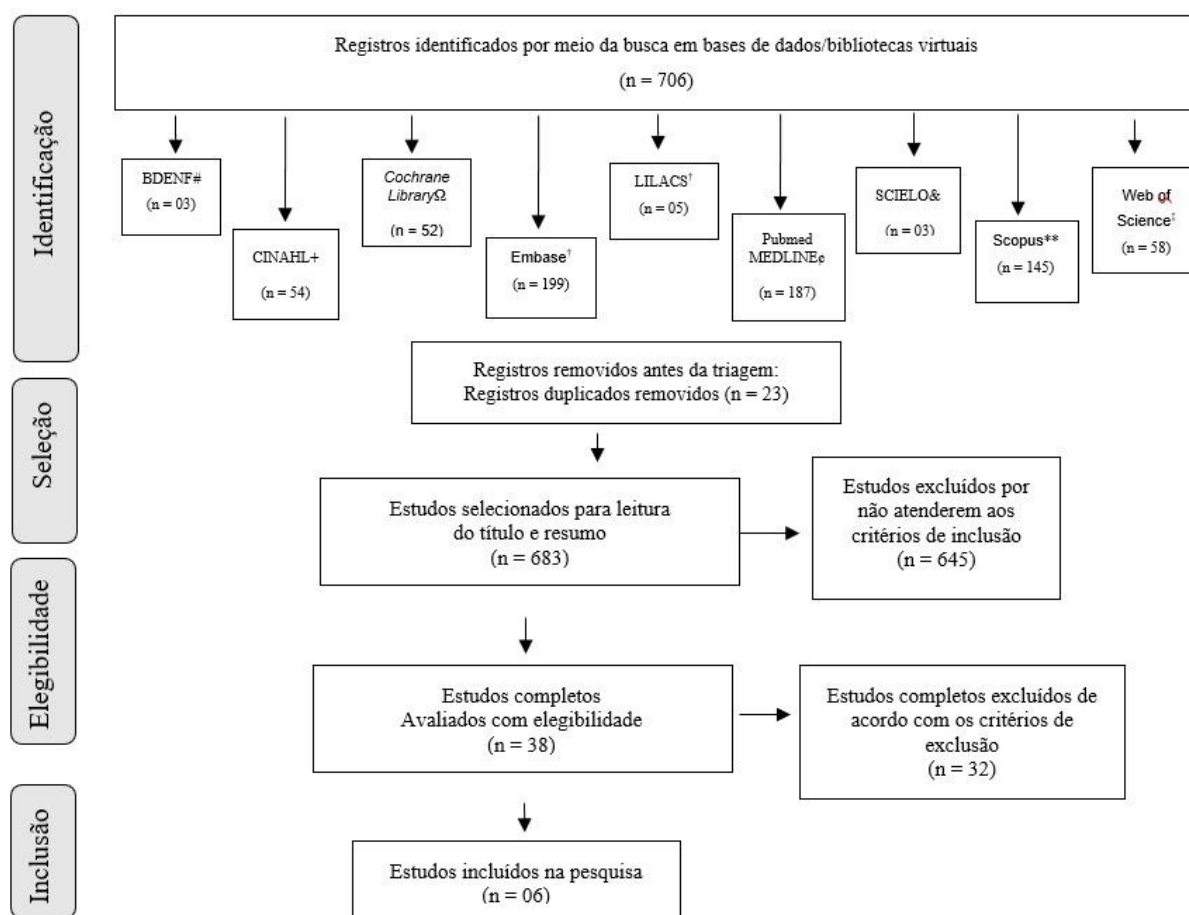 Identificação
Registros identificados por meio da busca em bases de dados/bibliotecas virtuais
(n = 706)
BDENF#
(n = 03)
CINAHL+
(n = 54)
Cochrane
LibraryΩ
(n = 52)
Embase†
(n = 199)
LILACS†
(n = 05)
Pubmed
MEDLINE¢
(n = 187)
SCIELO&
(n = 03)
Scopus**
(n = 145)
Web of
Science‡
(n = 58)
Registros removidos antes da triagem:
Registros duplicados removidos (n = 23)
Seleção
Estudos selecionados para leitura
do título e resumo
(n = 683)
Estudos excluídos por
não atenderem aos
critérios de inclusão
(n = 645)
Elegibilidade
Estudos completos
Avaliados com elegibilidade
(n = 38)
Estudos completos excluídos de
acordo com os critérios de
exclusão
(n = 32)
Inclusão
Estudos incluídos na pesquisa
(n = 06)